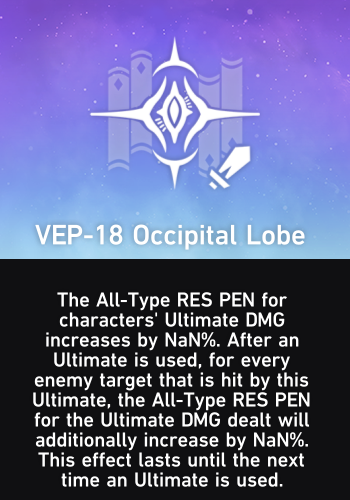 VEP-18 Occipital Lobe
The All-Type RES PEN for
characters' Ultimate DMG
increases by NaN%. After an
Ultimate is used, for every
enemy target that is hit by this
Ultimate, the All-Type RES PEN
for the Ultimate DMG dealt will
additionally increase by NaN%.
This effect lasts until the next
time an Ultimate is used.